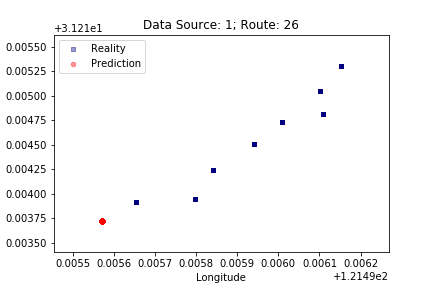 Data Source: 1; Route: 26
+3.121e1
Reality
Prediction
0.00550
0.00525
0.00500
0.00475
0.00450
0.00425
0.00400
0.00375
0.00350
0.0055 0.0056 0.0057 0.0058 0.0059 0.0060 0.0061 0.0062
Longitude
+1.2149e2